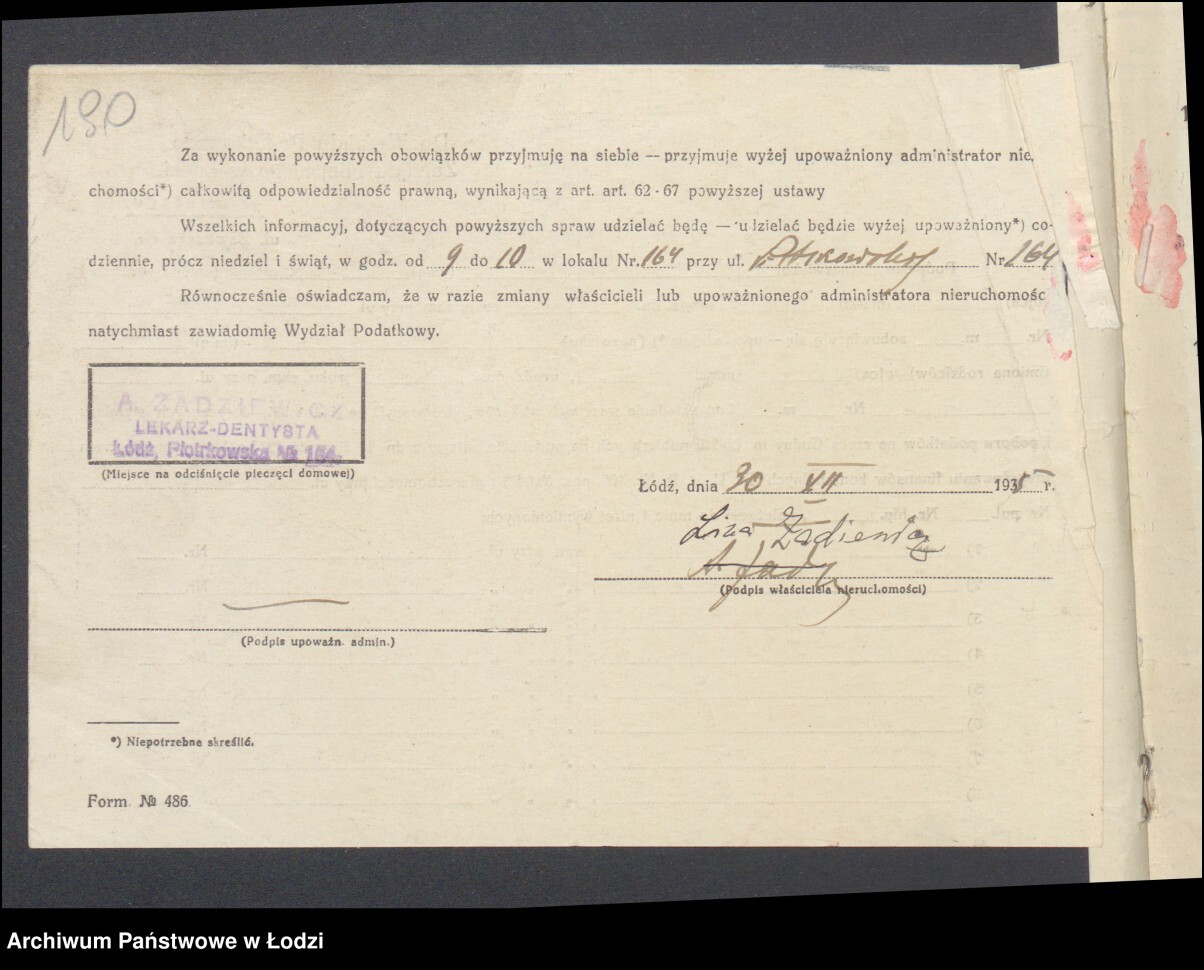 190
Za wykonanie powyższych obowiązków przyjmuję na siebie — przyjmuje wyżej upoważniony administrator nie.
chomości*) całkowitą odpowiedzialność prawną, wynikającą z art. art. 62 - 67 powyższej ustawy
Wszelkich informacyj, dotyczących powyższych spraw udzielać będę — udzielać będzie wyżej upoważniony*) co-
dziennie, prócz niedziel i świąt, w godz. od 9 do 10 w lokalu Nr. 164 przy ul. Piotrkowskiej Nr 164
Równocześnie oświadczam, że w razie zmiany właścicieli lub upoważnionego administratora nieruchomośc
natychmiast zawiadomię Wydział Podatkowy.
A. ZADZIEWICZ
LEKARZ-DENTYSTA
Łódź, Piotrkowska № 164.
(Miejsce na odciśnięcie pieczęci domowej)
Łódź, dnia 30 VII 1935 r.
(Podpis właściciela nieruchomości)
(Podpis upoważn. admin.)
*) Niepotrzebne skreślić.
Form. № 486.
Archiwum Państwowe w Łodzi